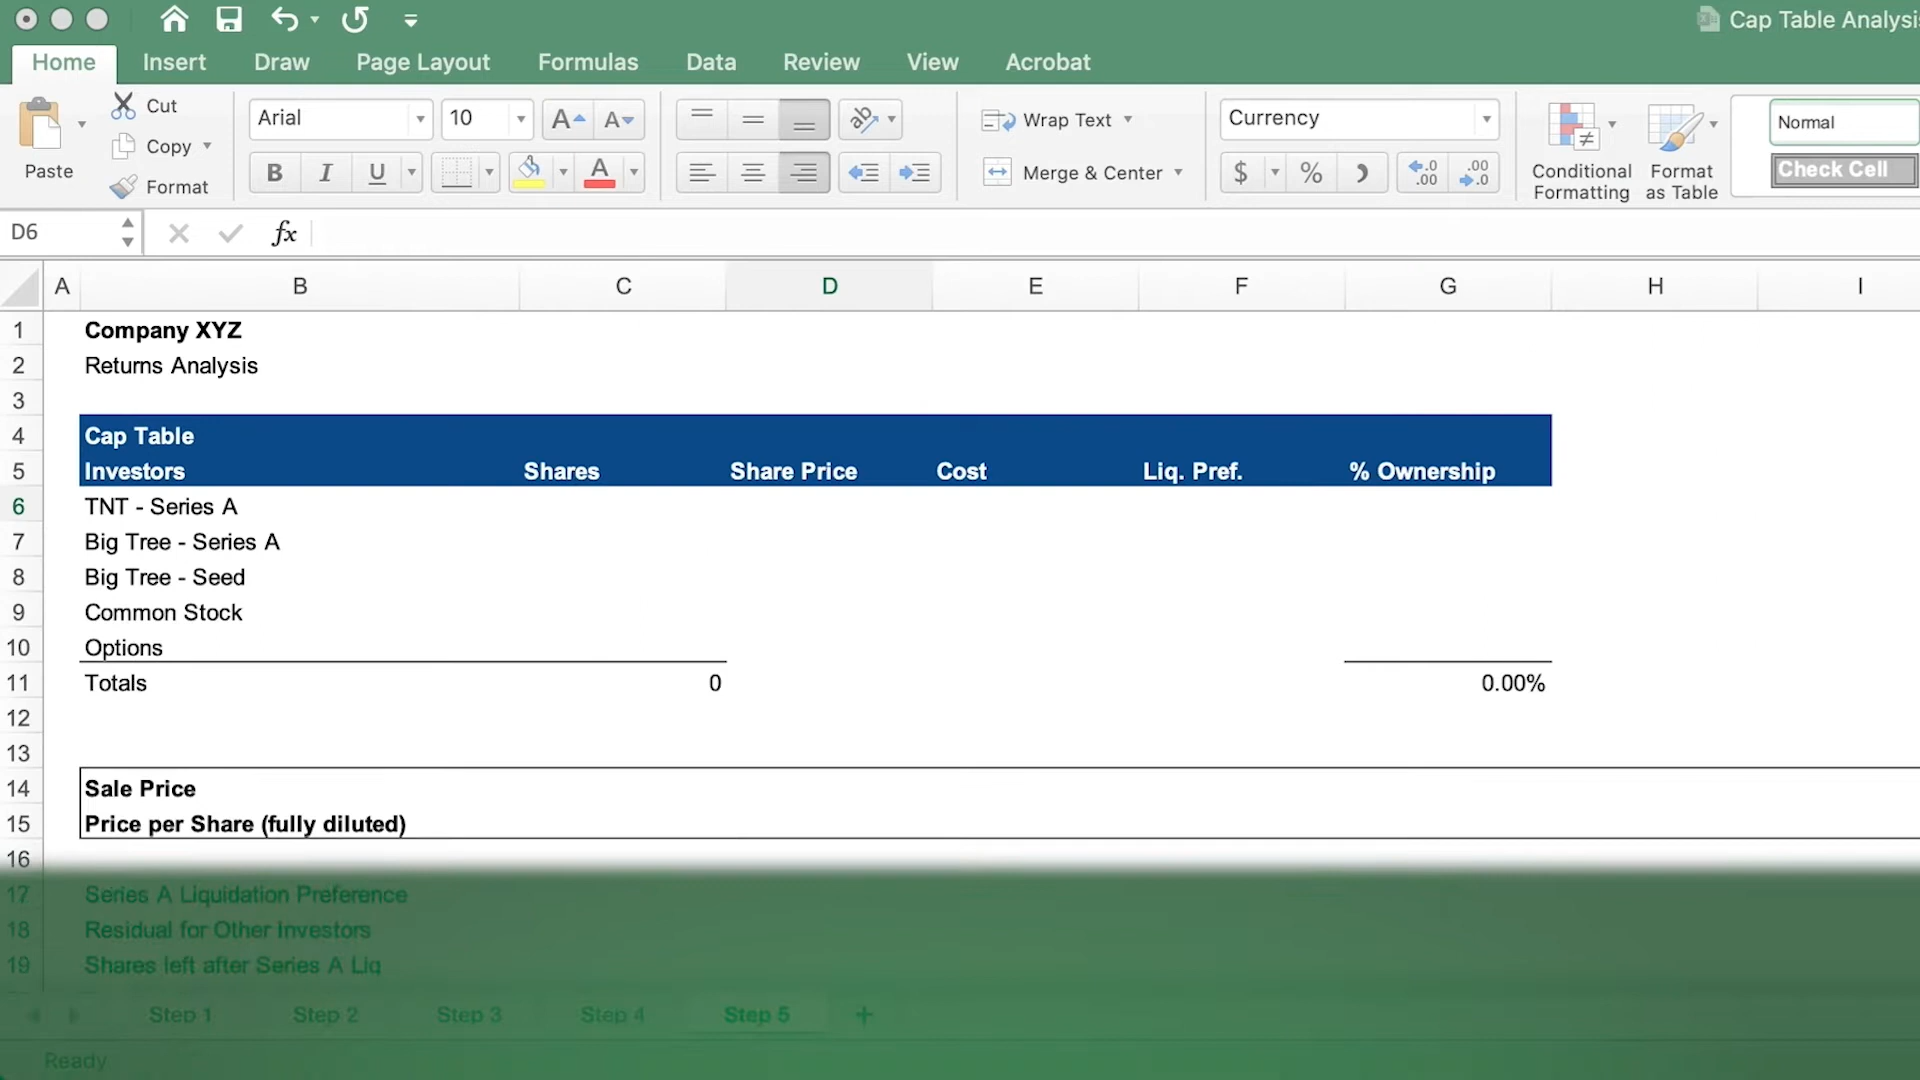 Cap Table Analysi
Home Insert Draw Page Layout Formulas Data Review View Acrobat
Paste Cut Copy Format
Arial 10 A A
B I U A
Wrap Text
Merge & Center
Currency
$ %
Conditional Formatting
Format as Table
Normal
Check Cell
D6 fx
A B C D E F G H I
1 Company XYZ
2 Returns Analysis
3
4 Cap Table
5 Investors Shares Share Price Cost Liq. Pref. % Ownership
6 TNT - Series A
7 Big Tree - Series A
8 Big Tree - Seed
9 Common Stock
10 Options
11 Totals 0 0.00%
12
13
14 Sale Price
15 Price per Share (fully diluted)
16
17 Series A Liquidation Preference
18 Residual for Other Investors
19 Shares left after Series A Liq
Step 1 Step 2 Step 3 Step 4 Step 5 +
Ready